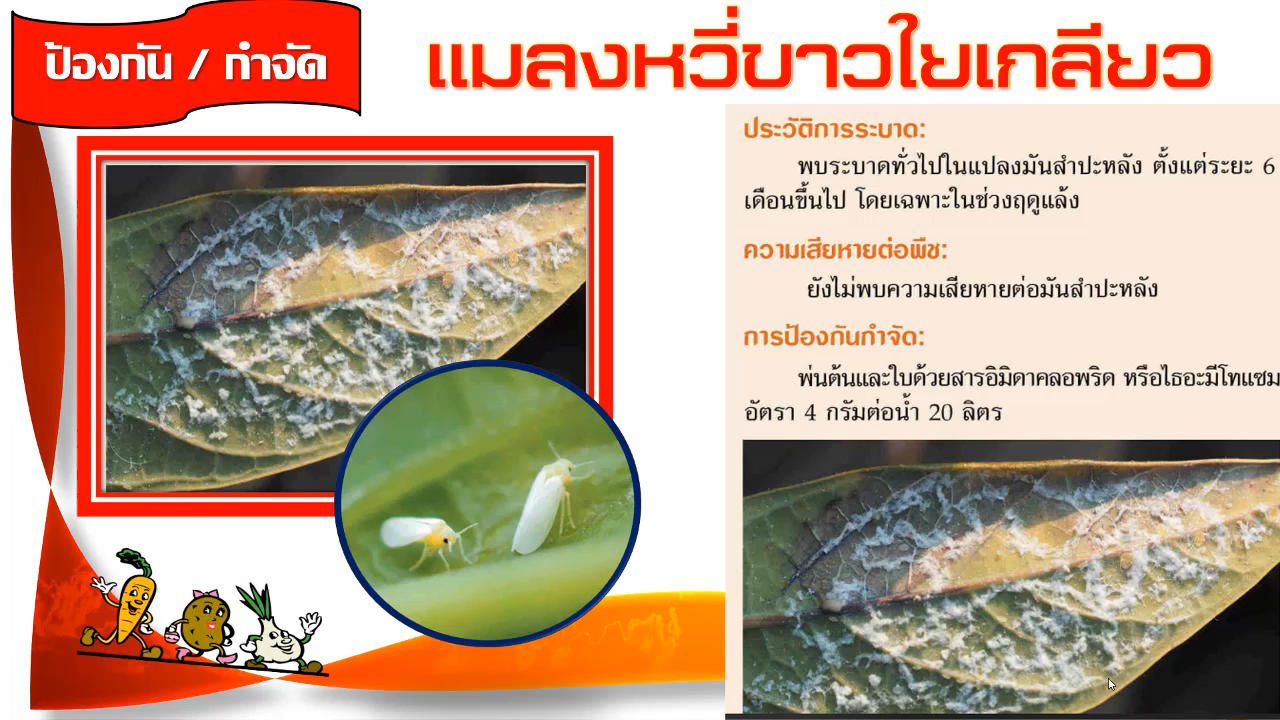 ป้องกัน / กำจัด
แมลงหวี่ขาวใยเกลียว
ประวัติการระบาด:
พบระบาดทั่วไปในแปลงมันสำปะหลัง ตั้งแต่ระยะ 6
เดือนขึ้นไป โดยเฉพาะในช่วงฤดูแล้ง
ความเสียหายต่อพืช:
ยังไม่พบความเสียหายต่อมันสำปะหลัง
การป้องกันกำจัด:
พ่นต้นและใบด้วยสารอิมิดาคลอพริด หรือไธอะมีโทแซม
อัตรา 4 กรัมต่อน้ำ 20 ลิตร